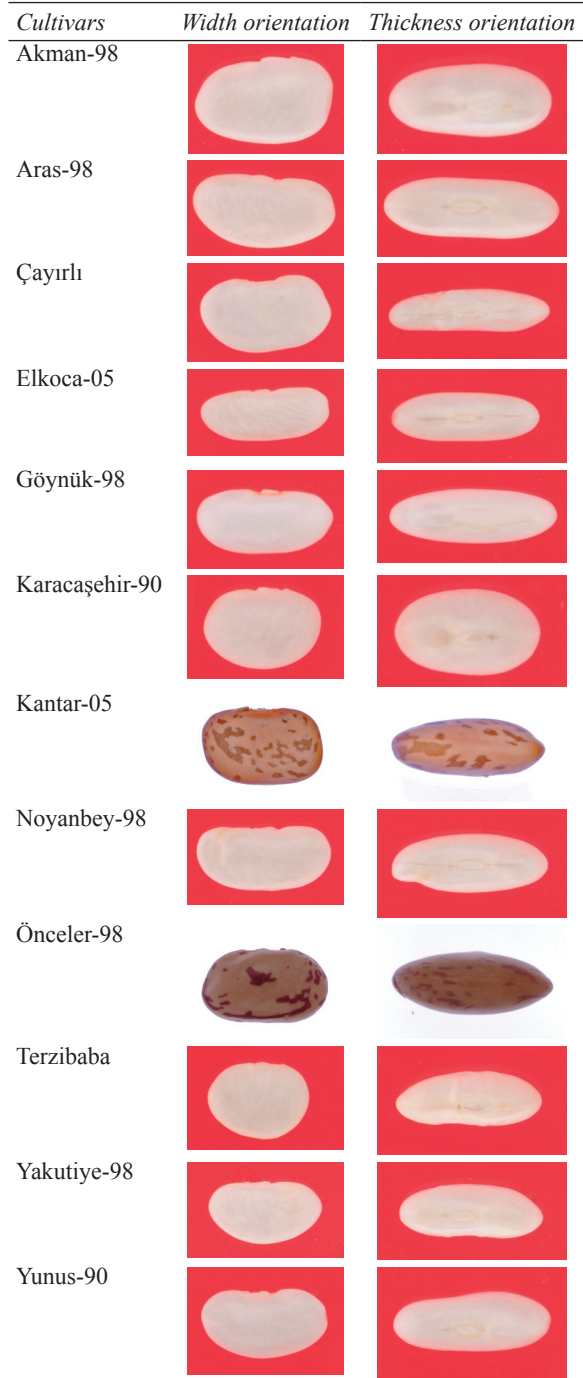 Cultivars Width orientation Thickness orientation
Akman-98
Aras-98
Çayırlı
Elkoca-05
Göynük-98
Karacaşehir-90
Kantar-05
Noyanbey-98
Önceler-98
Terzibaba
Yakutiye-98
Yunus-90